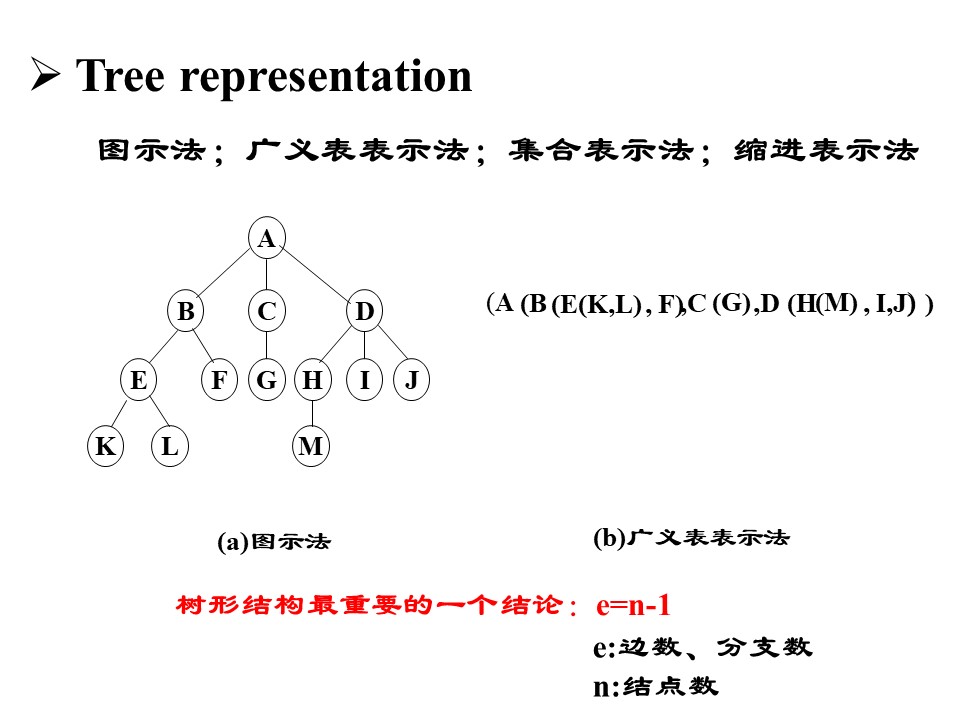 ➢ Tree representation
图示法；广义表表示法；集合表示法；缩进表示法
A
B C D
E F G H I J
K L M
(A (B (E(K,L) , F),C (G),D (H(M) , I,J) )
(a)图示法
(b)广义表表示法
树形结构最重要的一个结论：e=n-1
e:边数、分支数
n:结点数